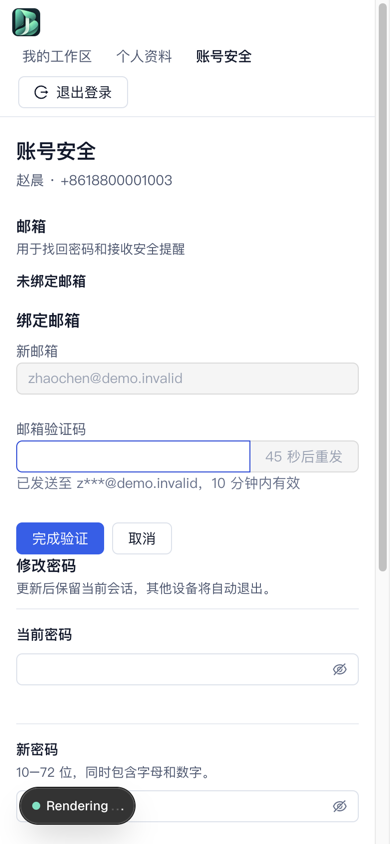 我的工作区
个人资料
账号安全
退出登录
账号安全
赵晨 · +8618800001003
邮箱
用于找回密码和接收安全提醒
未绑定邮箱
绑定邮箱
新邮箱
zhaochen@demo.invalid
邮箱验证码
45 秒后重发
已发送至 z***@demo.invalid，10 分钟内有效
完成验证
取消
修改密码
更新后保留当前会话，其他设备将自动退出。
当前密码
新密码
10—72 位，同时包含字母和数字。
Rendering ...